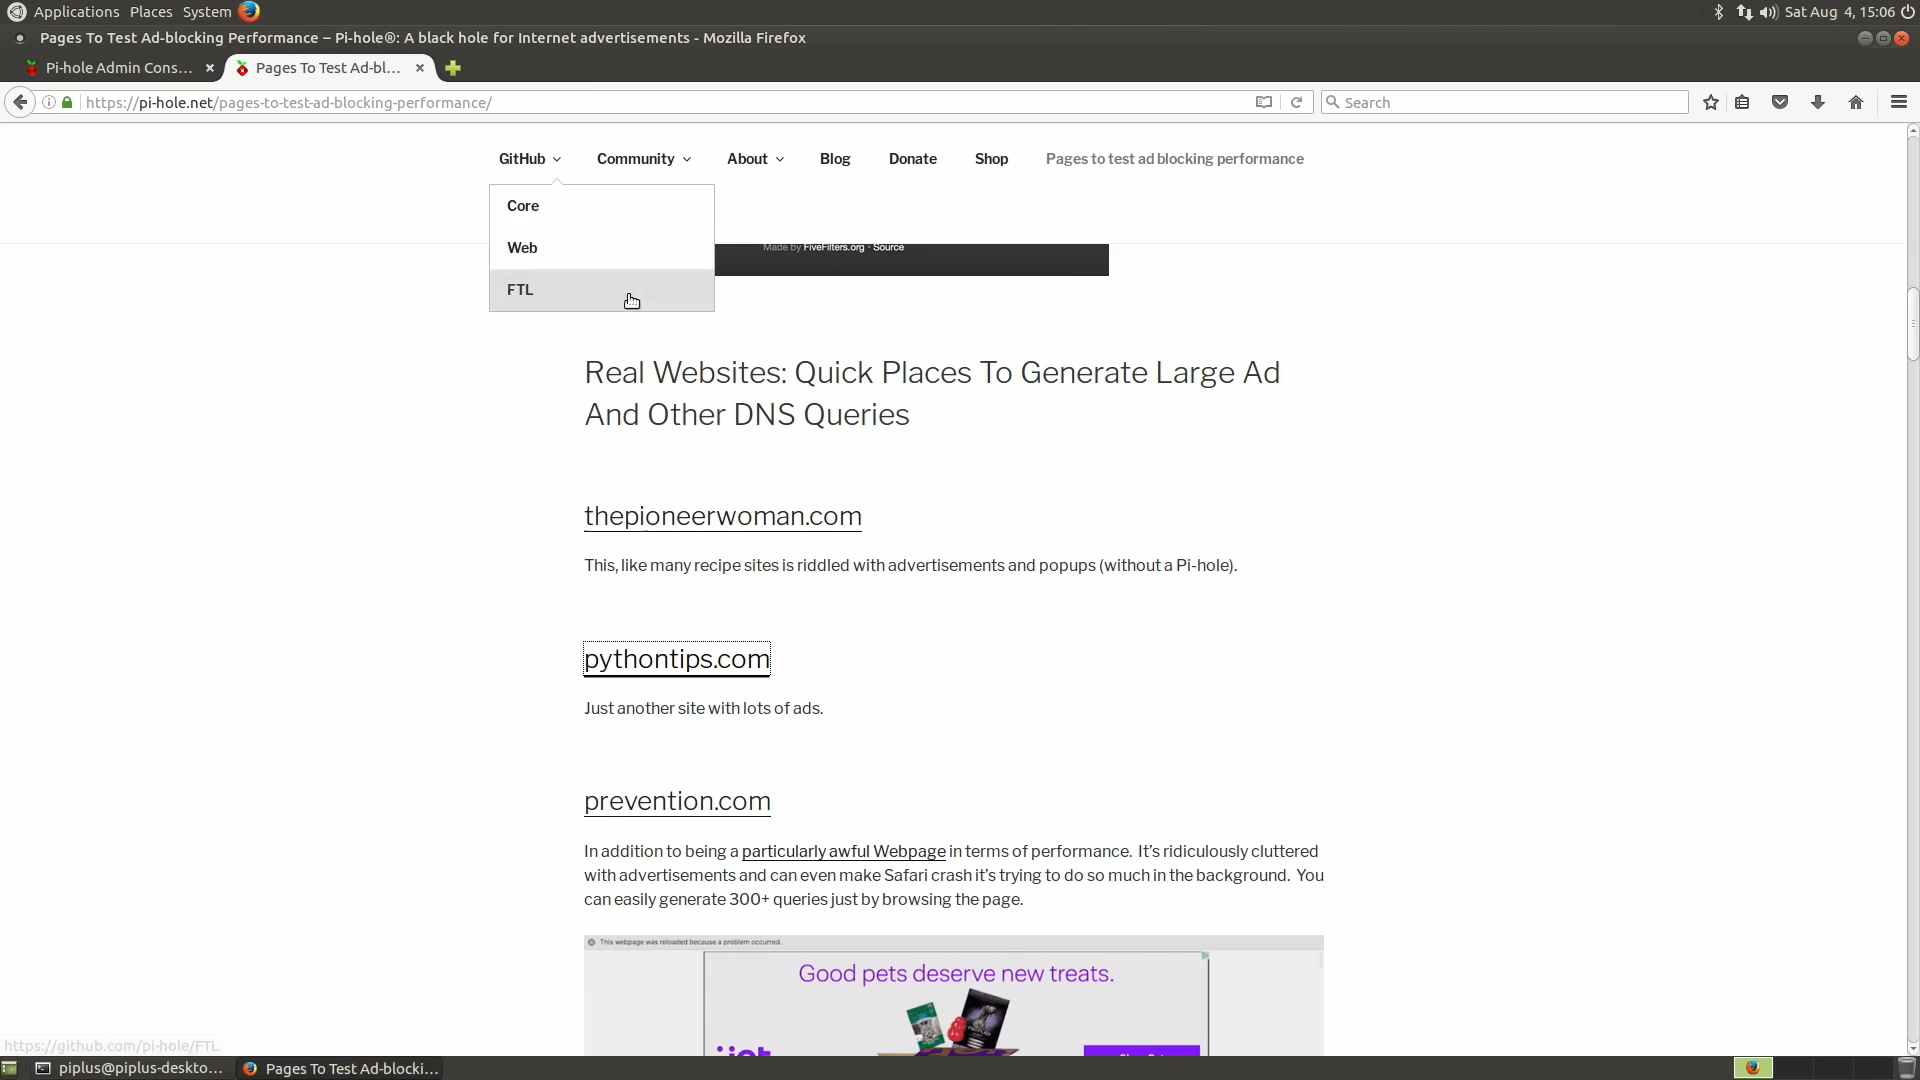 Applications Places System
Sat Aug 4, 15:06
Pages To Test Ad-blocking Performance – Pi-hole®: A black hole for Internet advertisements - Mozilla Firefox
Pi-hole Admin Cons... Pages To Test Ad-bl...
https://pi-hole.net/pages-to-test-ad-blocking-performance/
Search
GitHub Community About Blog Donate Shop Pages to test ad blocking performance
Core
Web
FTL
Made by FiveFilters.org · Source
Real Websites: Quick Places To Generate Large Ad
And Other DNS Queries
thepioneerwoman.com
This, like many recipe sites is riddled with advertisements and popups (without a Pi-hole).
pythontips.com
Just another site with lots of ads.
prevention.com
In addition to being a particularly awful Webpage in terms of performance. It’s ridiculously cluttered
with advertisements and can even make Safari crash it’s trying to do so much in the background. You
can easily generate 300+ queries just by browsing the page.
This webpage was reloaded because a problem occurred.
Good pets deserve new treats.
https://github.com/pi-hole/FTL
piplus@piplus-deskto... Pages To Test Ad-blocki...